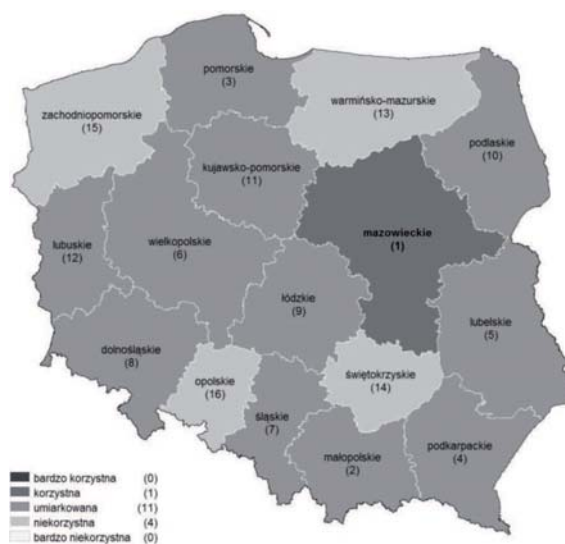 pomorskie
(3)
warmińsko-mazurskie
(13)
zachodniopomorskie
(15)
podlaskie
(10)
kujawsko-pomorskie
(11)
mazowieckie
(1)
lubuskie
(12)
wielkopolskie
(6)
łódzkie
(9)
lubelskie
(5)
dolnośląskie
(8)
opolskie
(16)
świętokrzyskie
(14)
śląskie
(7)
małopolskie
(2)
podkarpackie
(4)
bardzo korzystna (0)
korzystna (1)
umiarkowana (11)
niekorzystna (4)
bardzo niekorzystna (0)